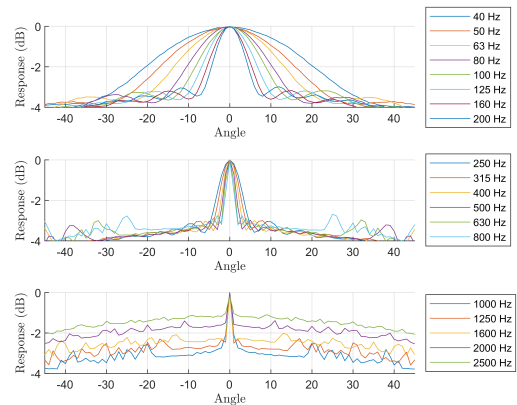 0
-2
-4
Response (dB)
-40 -30 -20 -10 0 10 20 30 40
Angle
40 Hz
50 Hz
63 Hz
80 Hz
100 Hz
125 Hz
160 Hz
200 Hz
0
-2
-4
Response (dB)
-40 -30 -20 -10 0 10 20 30 40
Angle
250 Hz
315 Hz
400 Hz
500 Hz
630 Hz
800 Hz
0
-2
-4
Response (dB)
-40 -30 -20 -10 0 10 20 30 40
Angle
1000 Hz
1250 Hz
1600 Hz
2000 Hz
2500 Hz